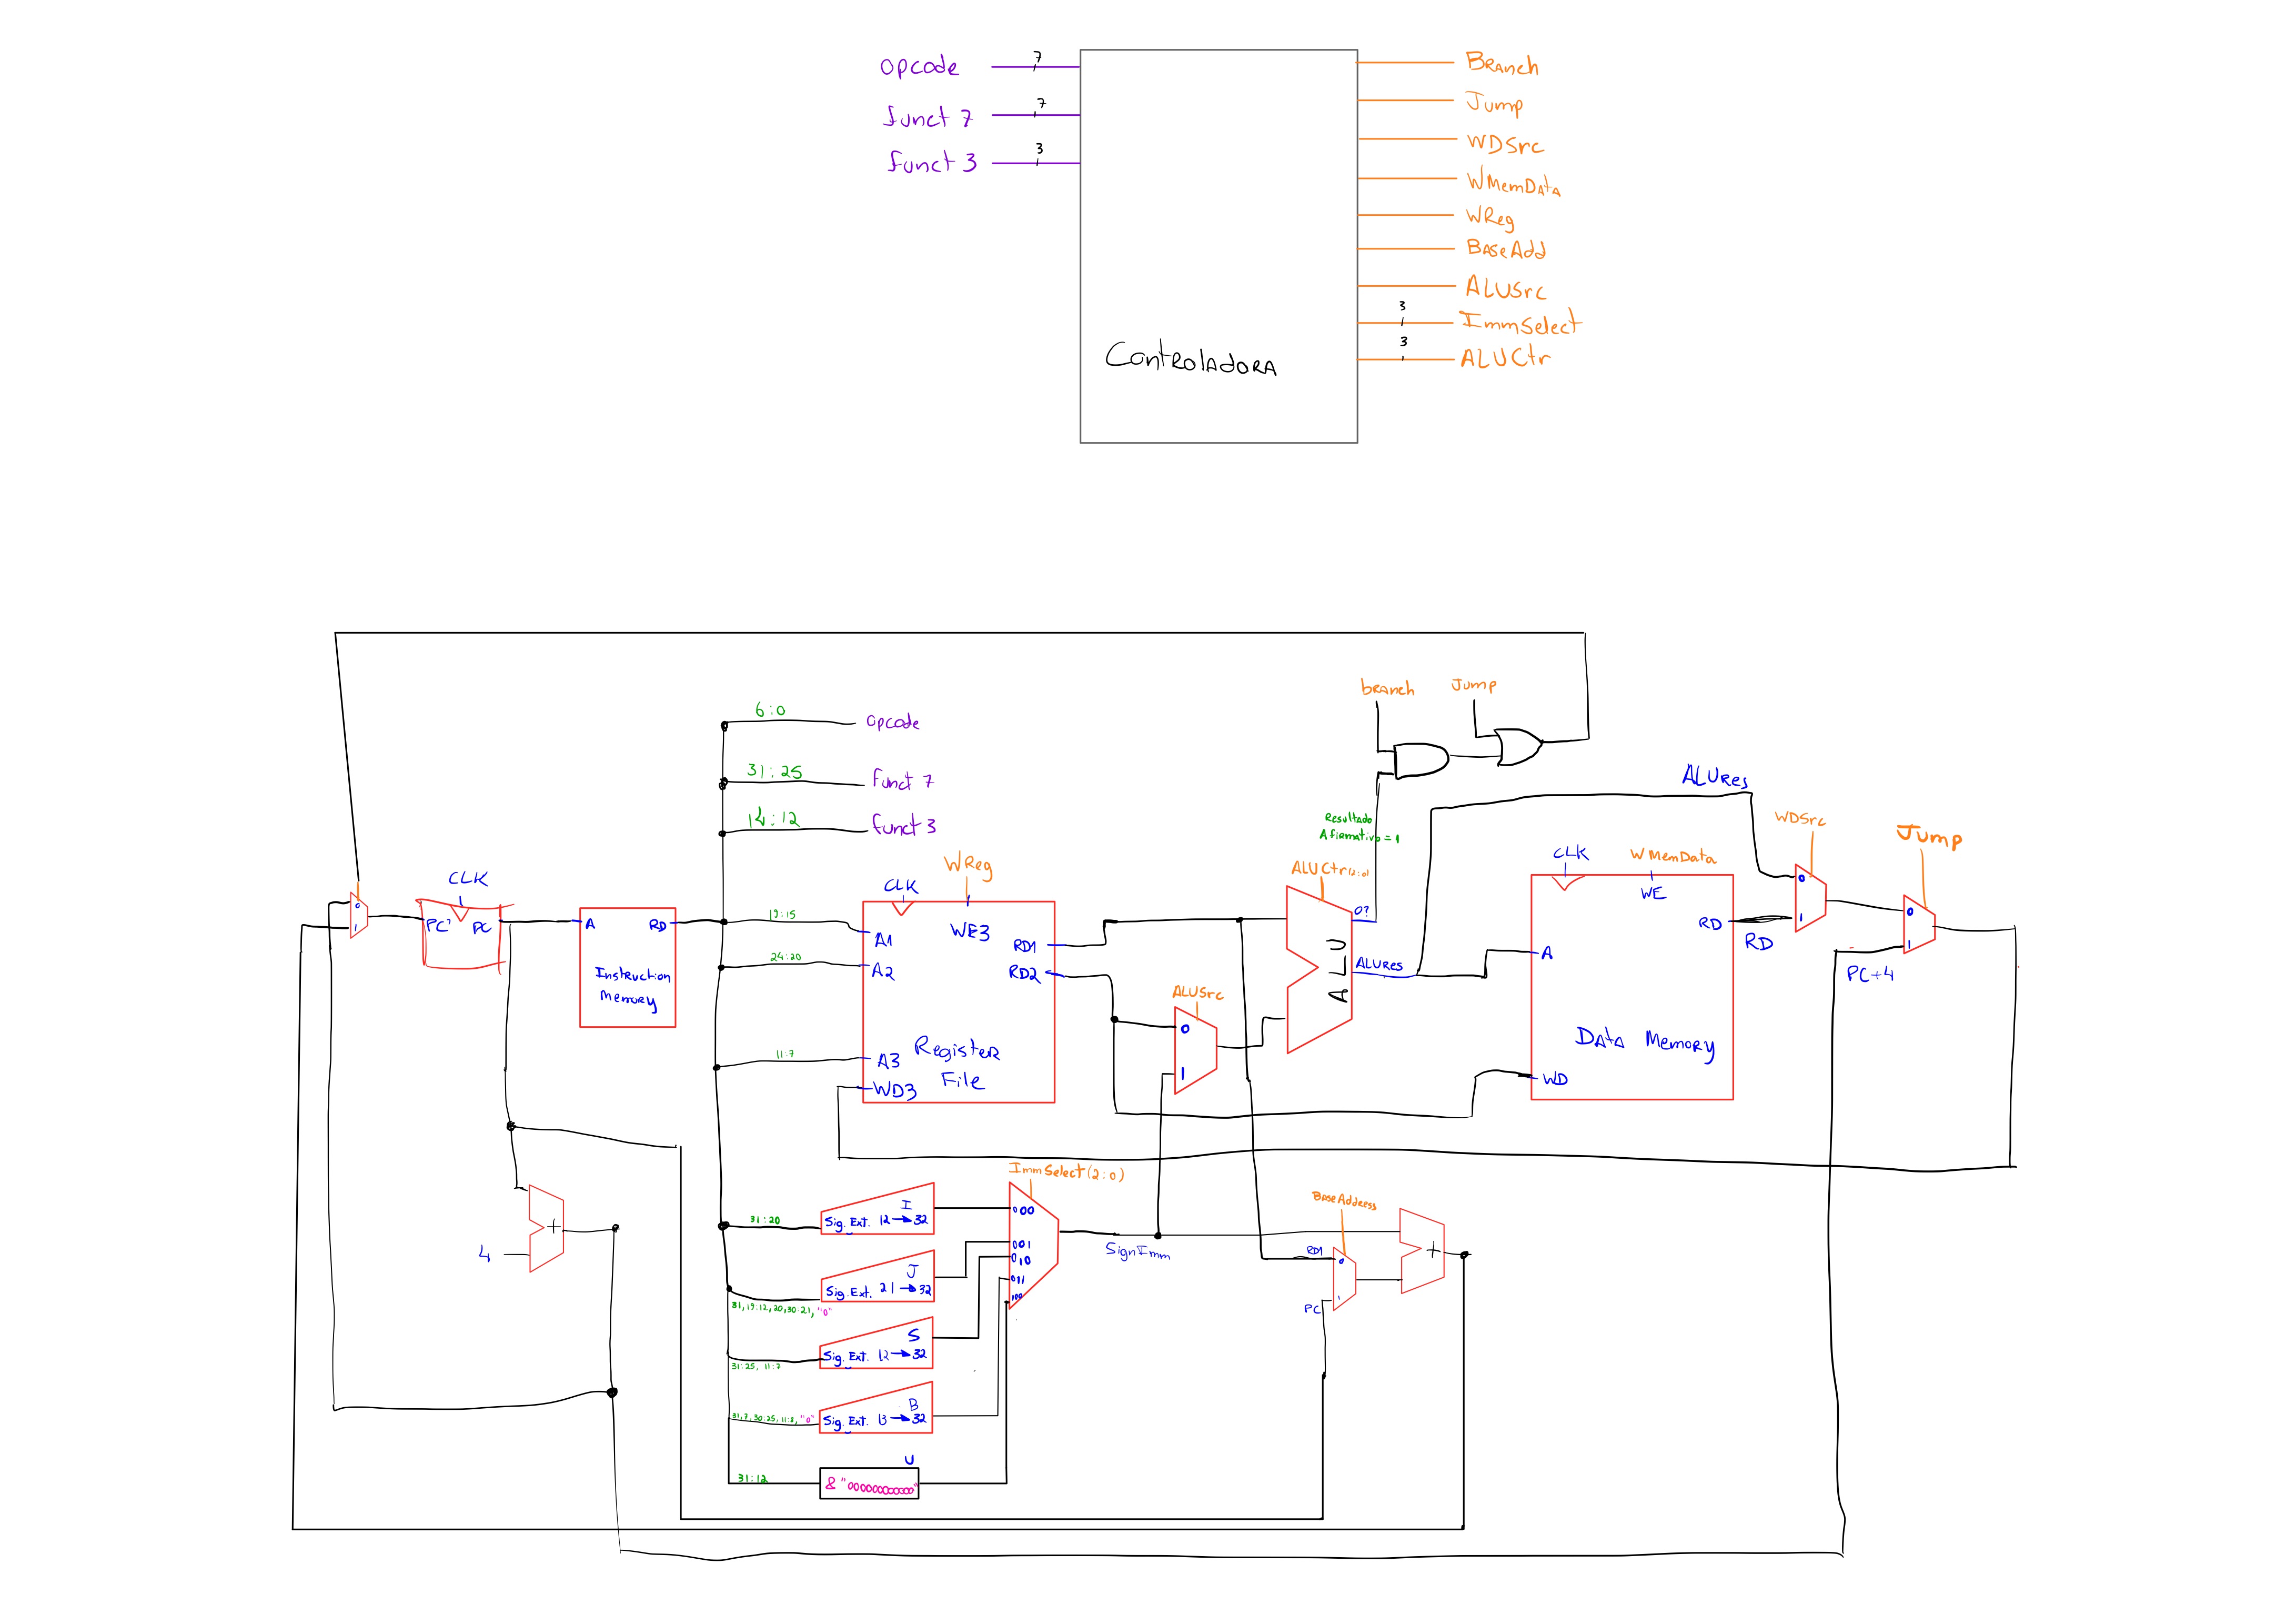 opcode
7
funct 7
7
funct 3
3
Controladora
Branch
Jump
WDSrc
WMemData
WReg
BaseAdd
ALUSrc
3
ImmSelect
3
ALUCtr
branch
Jump
6:0
opcode
31:25
funct 7
14:12
funct 3
ALUres
Resultado
Afirmativo = 1
WDSrc
Jump
CLK
0
1
PC'
PC
A
RD
Instruction
Memory
WReg
CLK
WE3
19:15
A1
24:20
A2
11:7
A3
WD3
RD1
RD2
Register
File
ALUSrc
0
1
ALUCtr(2:0)
0?
ALU
ALURes
CLK
WMemData
WE
A
RD
RD
WD
Data Memory
0
1
0
1
PC+4
4
+
ImmSelect(2:0)
31:20
I
Sig. Ext. 12→32
000
001
010
011
100
J
Sig. Ext. 21→32
31,19:12,20,30:21,"0"
S
Sig. Ext. 12→32
31:25, 11:7
B
Sig. Ext. 13→32
31,7,30:25,11:8,"0"
U
31:12
& "000000000000"
SignImm
BaseAddress
RD1
0
1
PC
+